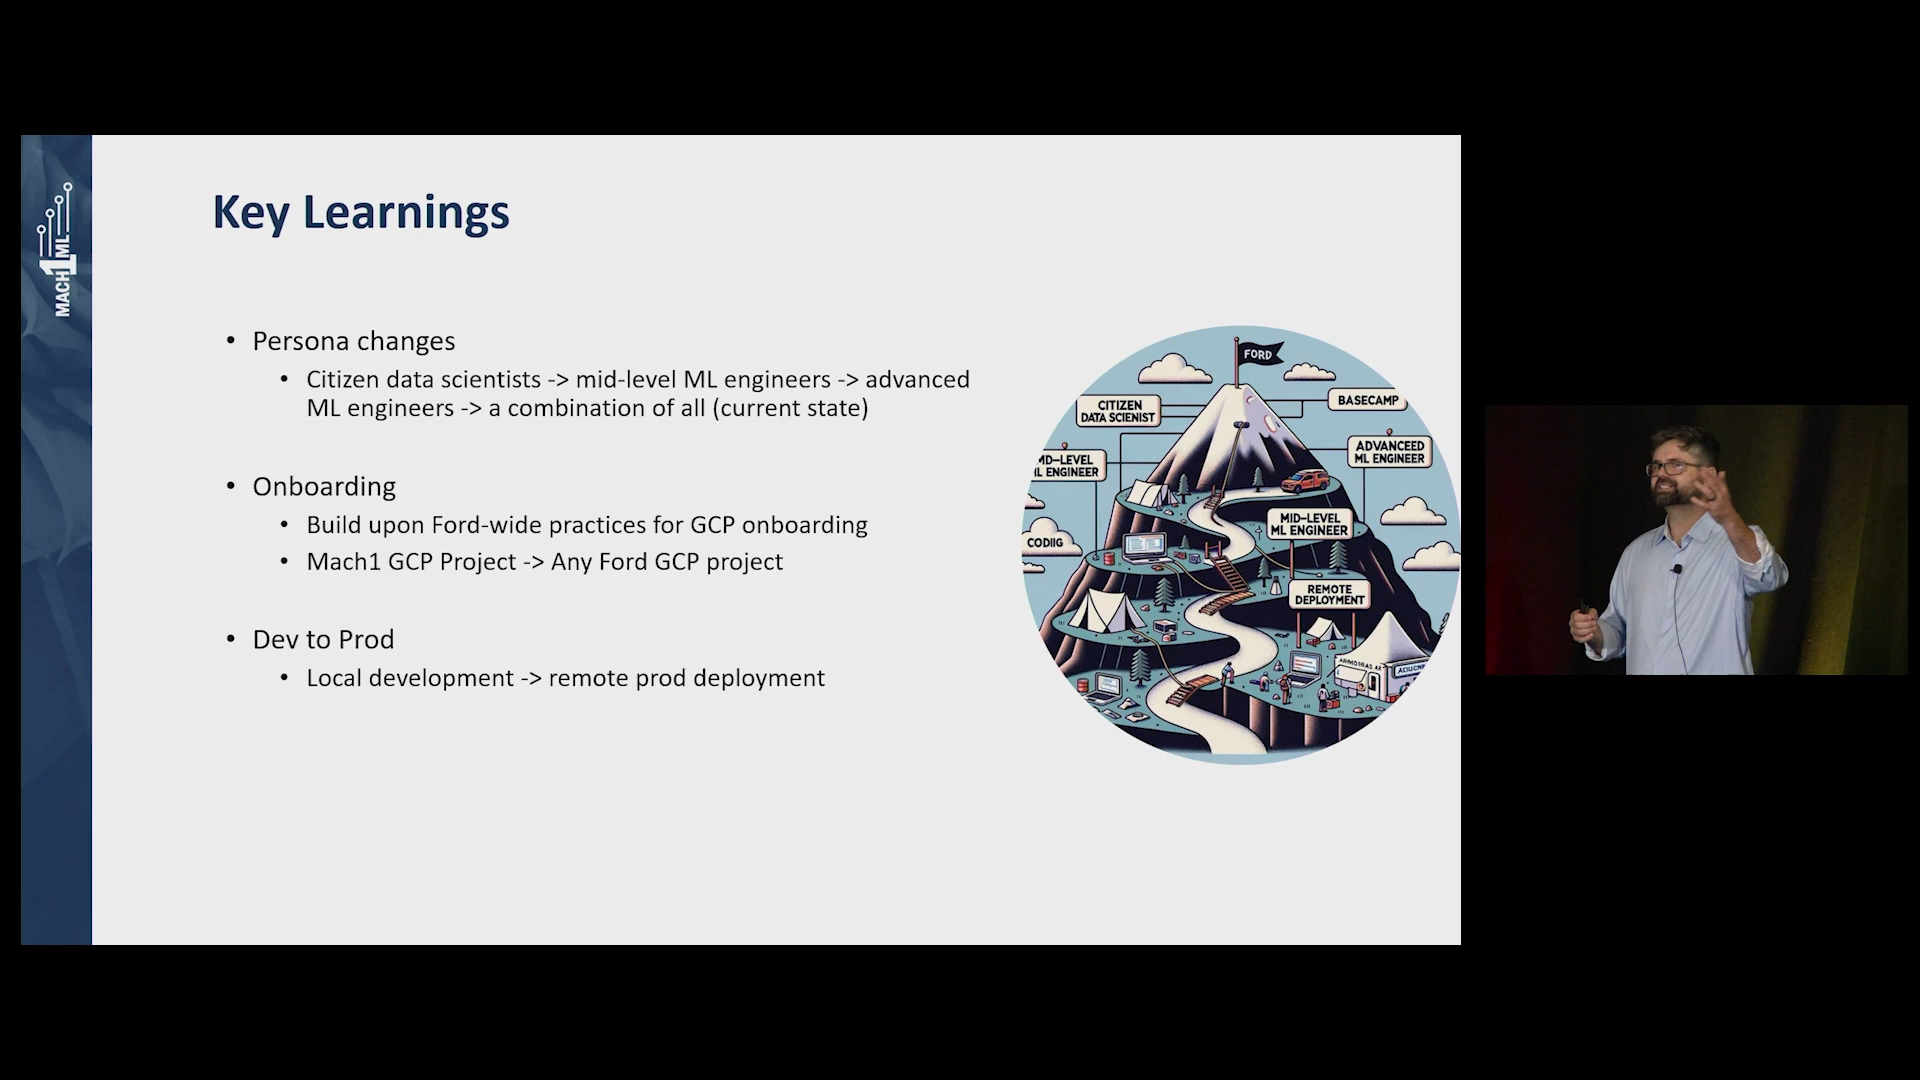 MACH1ML
Key Learnings
• Persona changes
• Citizen data scientists -> mid-level ML engineers -> advanced
ML engineers -> a combination of all (current state)
• Onboarding
• Build upon Ford-wide practices for GCP onboarding
• Mach1 GCP Project -> Any Ford GCP project
• Dev to Prod
• Local development -> remote prod deployment
FORD
CITIZEN
DATA SCIENIST
BASECAMP
MD-LEVEL
L ENGINEER
ADVANCEED
ML ENGINEER
MID-LEVEL
ML ENGINEER
CODIIG
REMOTE
DEPLOYMENT